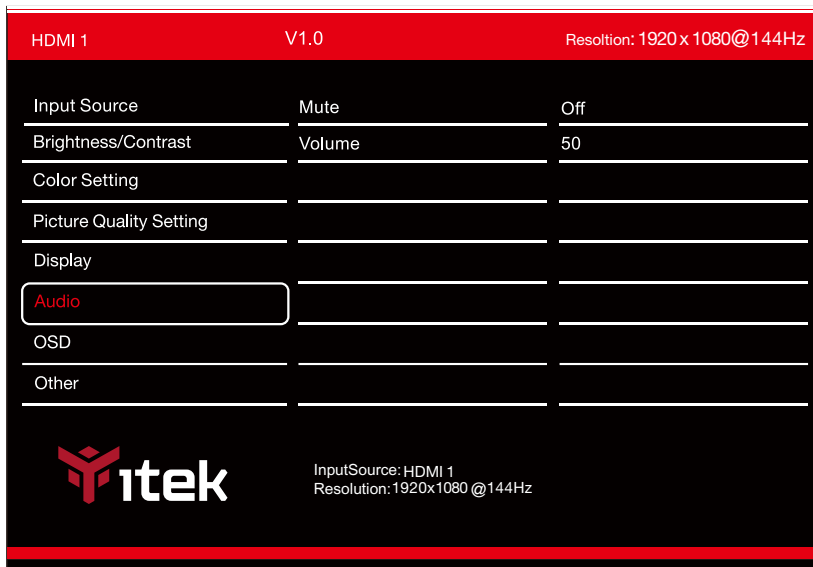 HDMI 1 V1.0 Resoltion: 1920 x 1080@144Hz
Input Source Mute Off
Brightness/Contrast Volume 50
Color Setting
Picture Quality Setting
Display
Audio
OSD
Other
itek
InputSource: HDMI 1
Resolution: 1920x1080 @144Hz